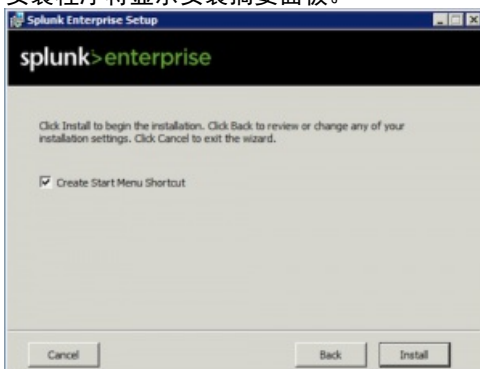 安装程序将显示安装摘要面板。
Splunk Enterprise Setup
splunk>enterprise
Click Install to begin the installation. Click Back to review or change any of your
installation settings. Click Cancel to exit the wizard.
Create Start Menu Shortcut
Cancel
Back
Install